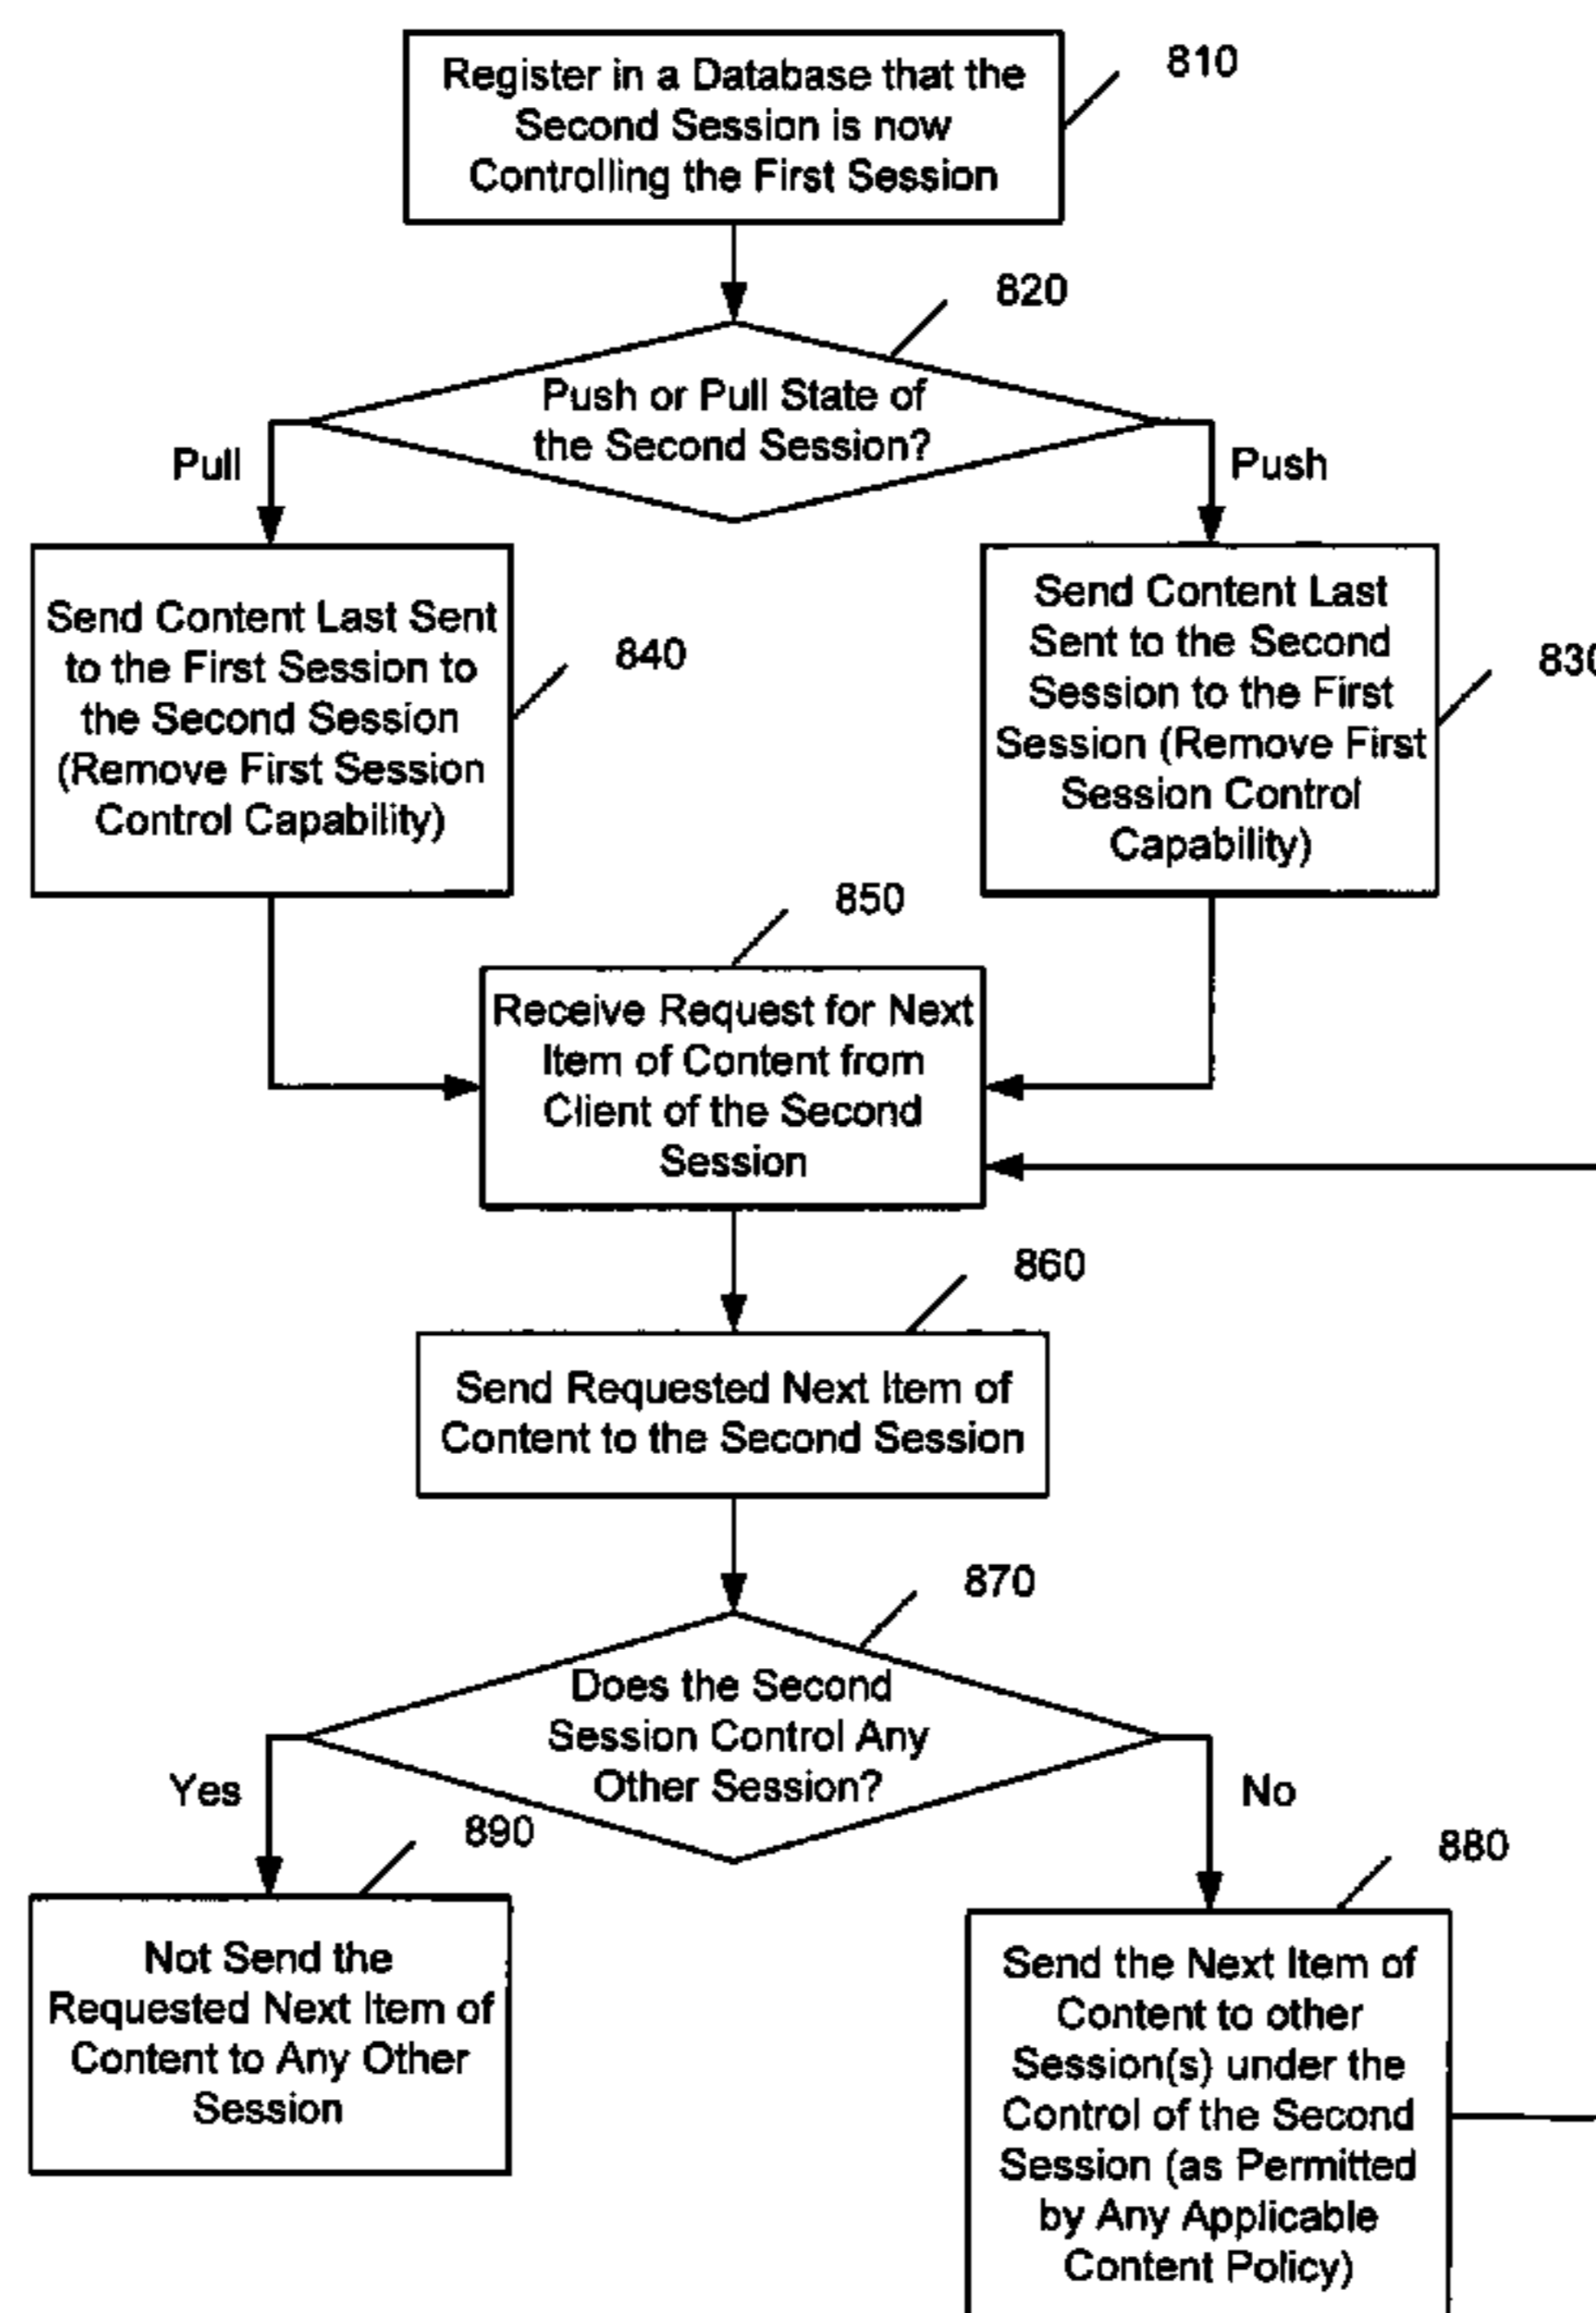 Register in a Database that the
Second Session is now
Controlling the First Session
810
820
Push or Pull State of
the Second Session?
Pull
Push
Send Content Last Sent
to the First Session to
the Second Session
(Remove First Session
Control Capability)
840
Send Content Last
Sent to the Second
Session to the First
Session (Remove First
Session Control
Capability)
830
850
Receive Request for Next
Item of Content from
Client of the Second
Session
860
Send Requested Next Item of
Content to the Second Session
870
Does the Second
Session Control Any
Other Session?
Yes
No
890
880
Not Send the
Requested Next Item of
Content to Any Other
Session
Send the Next Item of
Content to other
Session(s) under the
Control of the Second
Session (as Permitted
by Any Applicable
Content Policy)